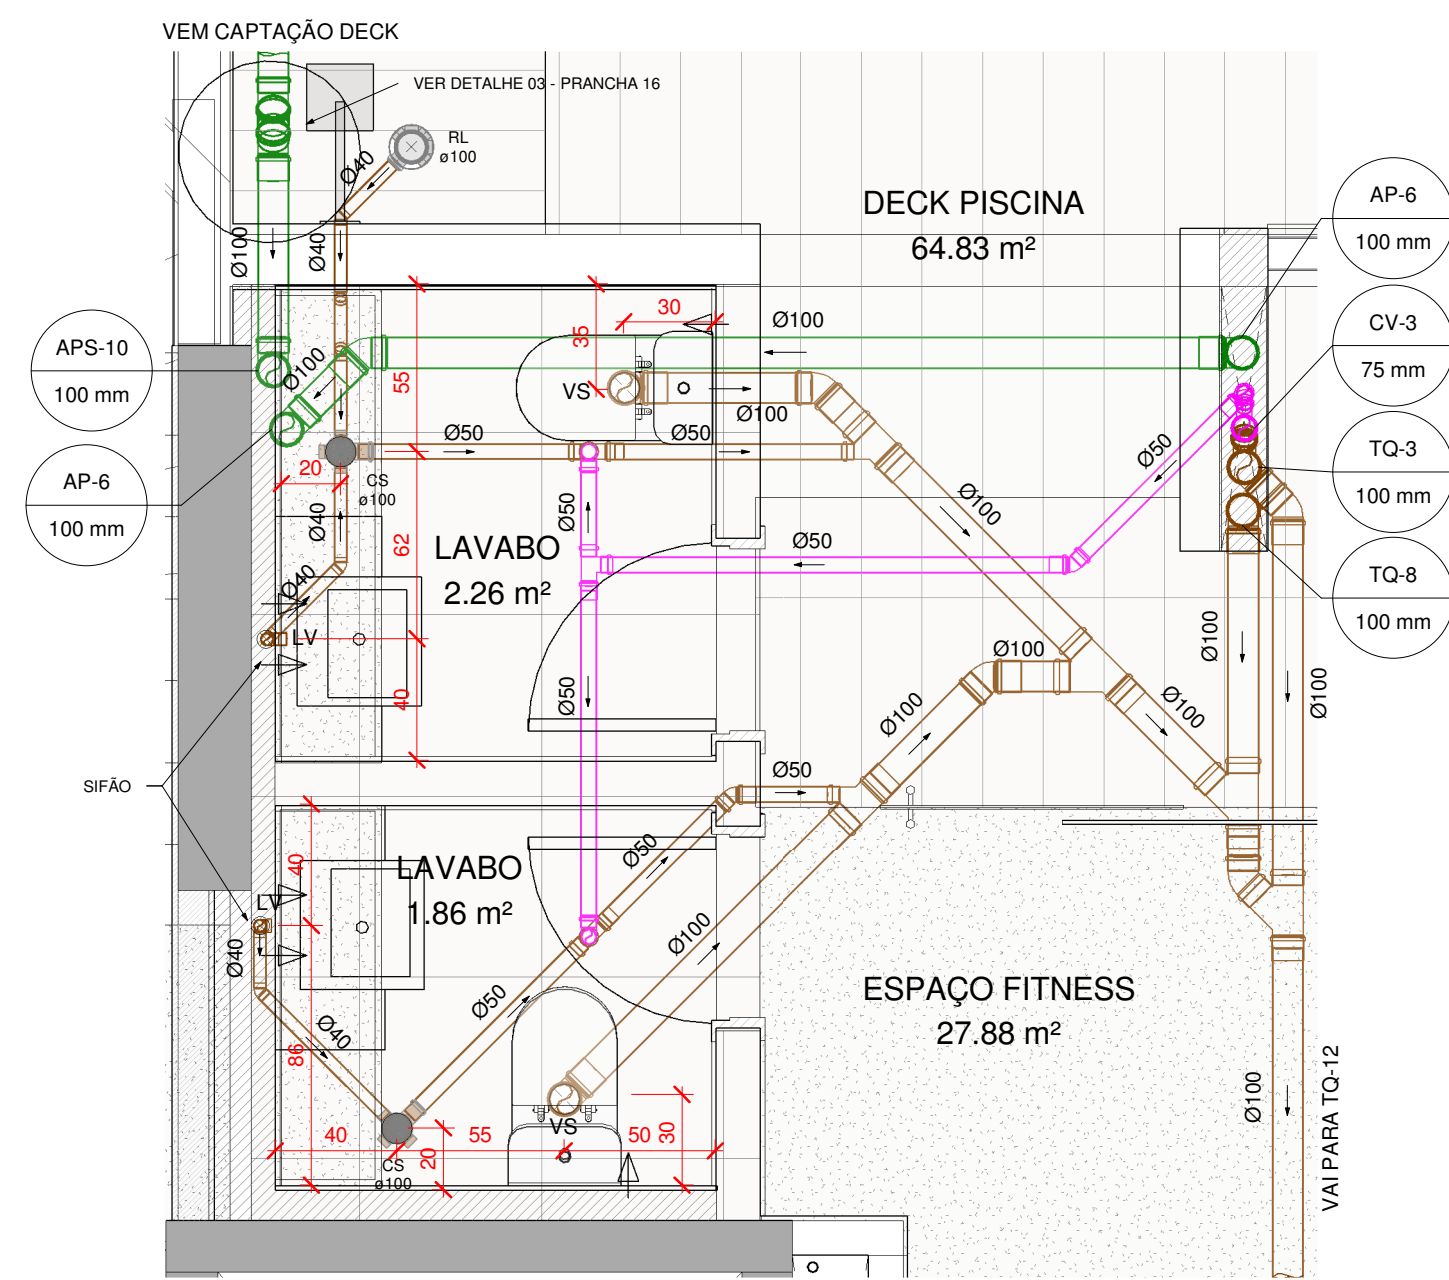 VEM CAPTAÇÃO DECK
VER DETALHE 03 - PRANCHA 16
RL
ø100
Ø40
Ø100
Ø40
DECK PISCINA
64.83 m²
AP-6
100 mm
CV-3
75 mm
TQ-3
100 mm
TQ-8
100 mm
APS-10
100 mm
AP-6
100 mm
30
35
Ø100
Ø100
55
VS
Ø100
Ø50
Ø50
20
CS
ø100
Ø50
Ø40
Ø50
Ø100
62
LAVABO
2.26 m²
Ø50
Ø40
LV
Ø100
Ø100
40
Ø50
Ø100
Ø100
Ø100
SIFÃO
Ø50
40
LAVABO
1.86 m²
Ø50
LV
Ø40
Ø100
Ø50
ESPAÇO FITNESS
27.88 m²
Ø40
86
Ø100
VAI PARA TQ-12
VS
40
55
50
30
20
CS
ø100